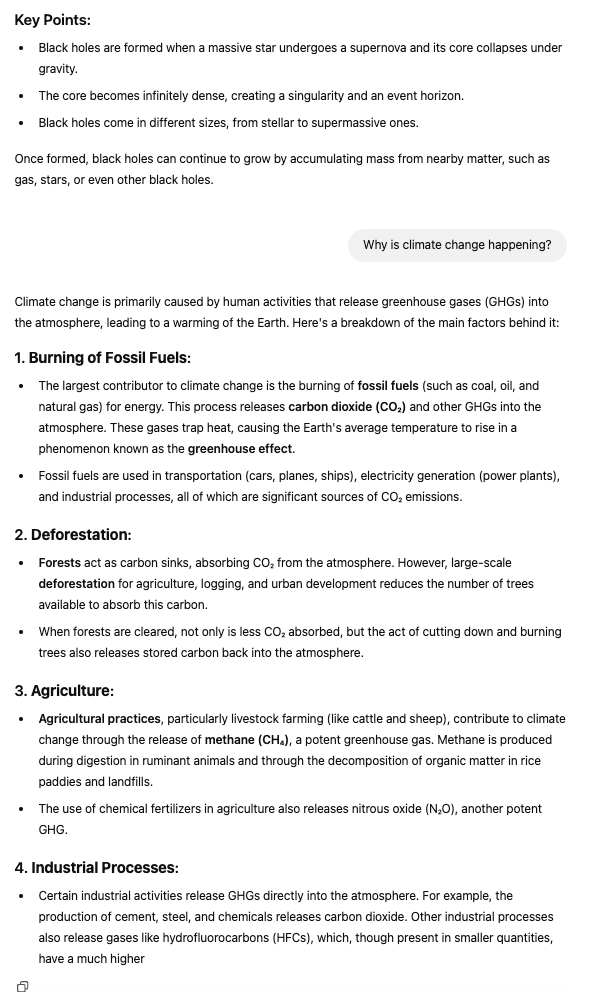 Key Points:
• Black holes are formed when a massive star undergoes a supernova and its core collapses under
gravity.
• The core becomes infinitely dense, creating a singularity and an event horizon.
• Black holes come in different sizes, from stellar to supermassive ones.
Once formed, black holes can continue to grow by accumulating mass from nearby matter, such as
gas, stars, or even other black holes.
Why is climate change happening?
Climate change is primarily caused by human activities that release greenhouse gases (GHGs) into
the atmosphere, leading to a warming of the Earth. Here's a breakdown of the main factors behind it:
1. Burning of Fossil Fuels:
• The largest contributor to climate change is the burning of fossil fuels (such as coal, oil, and
natural gas) for energy. This process releases carbon dioxide (CO₂) and other GHGs into the
atmosphere. These gases trap heat, causing the Earth's average temperature to rise in a
phenomenon known as the greenhouse effect.
• Fossil fuels are used in transportation (cars, planes, ships), electricity generation (power plants),
and industrial processes, all of which are significant sources of CO₂ emissions.
2. Deforestation:
• Forests act as carbon sinks, absorbing CO₂ from the atmosphere. However, large-scale
deforestation for agriculture, logging, and urban development reduces the number of trees
available to absorb this carbon.
• When forests are cleared, not only is less CO₂ absorbed, but the act of cutting down and burning
trees also releases stored carbon back into the atmosphere.
3. Agriculture:
• Agricultural practices, particularly livestock farming (like cattle and sheep), contribute to climate
change through the release of methane (CH₄), a potent greenhouse gas. Methane is produced
during digestion in ruminant animals and through the decomposition of organic matter in rice
paddies and landfills.
• The use of chemical fertilizers in agriculture also releases nitrous oxide (N₂O), another potent
GHG.
4. Industrial Processes:
• Certain industrial activities release GHGs directly into the atmosphere. For example, the
production of cement, steel, and chemicals releases carbon dioxide. Other industrial processes
also release gases like hydrofluorocarbons (HFCs), which, though present in smaller quantities,
have a much higher